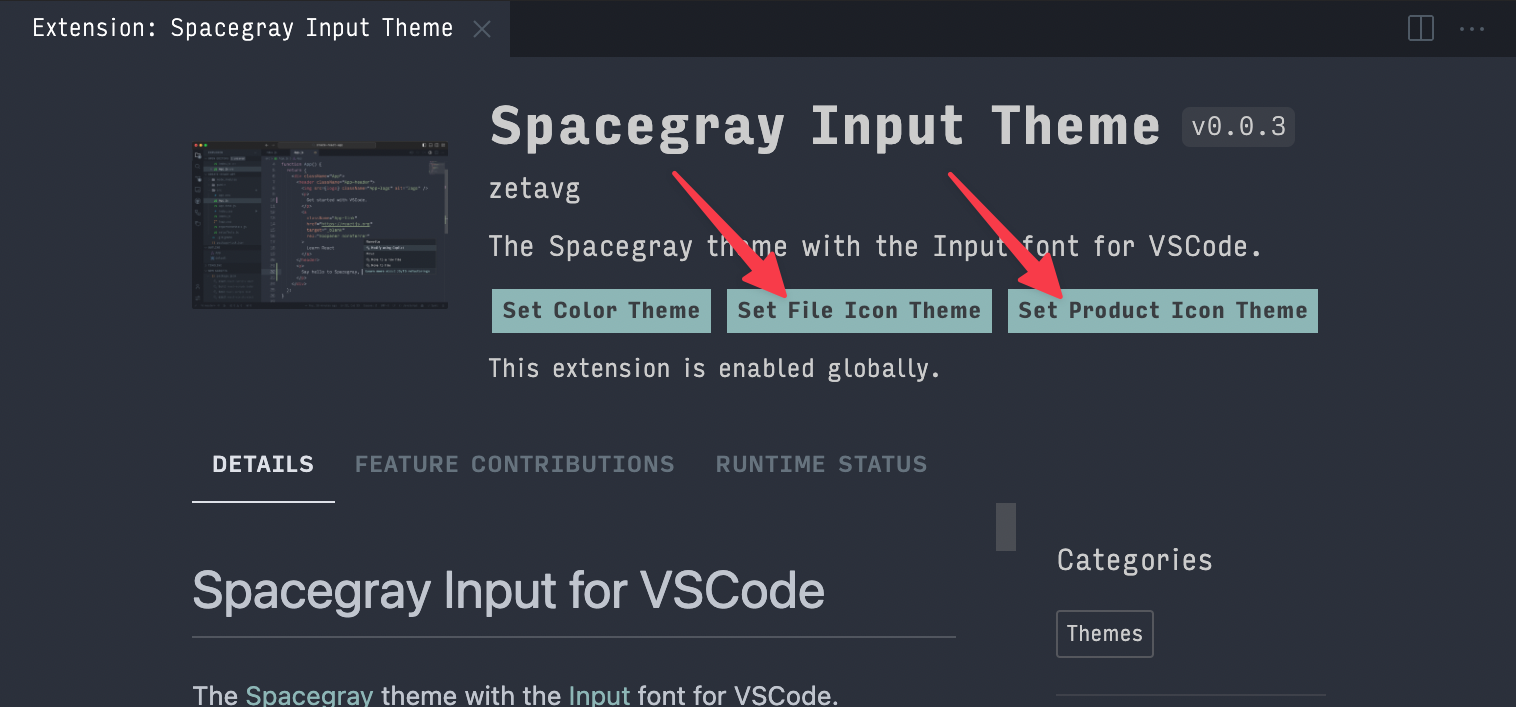 Extension: Spacegray Input Theme
Spacegray Input Theme v0.0.3
zetavg
The Spacegray theme with the Input font for VSCode.
Set Color Theme Set File Icon Theme Set Product Icon Theme
This extension is enabled globally.
DETAILS FEATURE CONTRIBUTIONS RUNTIME STATUS
Spacegray Input for VSCode
Categories
Themes
The Spacegray theme with the Input font for VSCode.